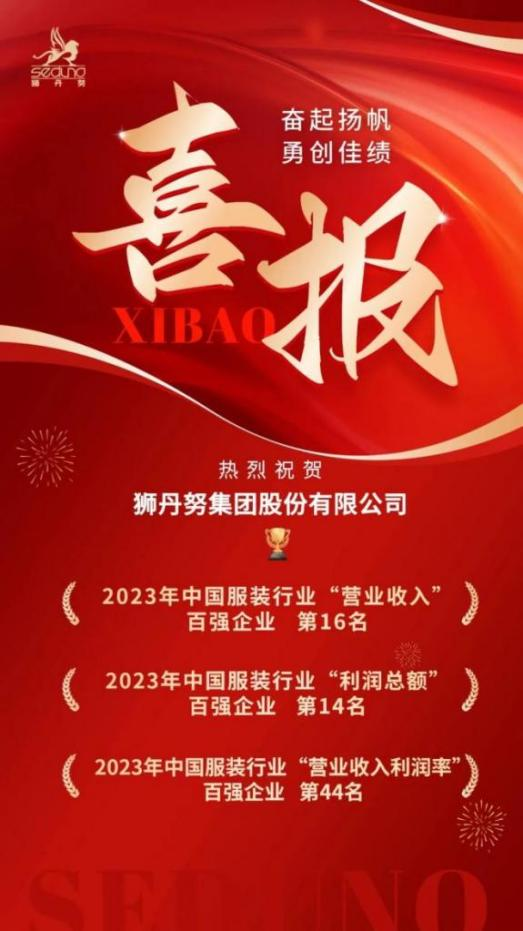 SEDUNO
狮丹努
奋起扬帆
勇创佳绩
喜报
XIBAO
热烈祝贺
狮丹努集团股份有限公司
2023年中国服装行业“营业收入”
百强企业 第16名
2023年中国服装行业“利润总额”
百强企业 第14名
2023年中国服装行业“营业收入利润率”
百强企业 第44名
SEDUNO